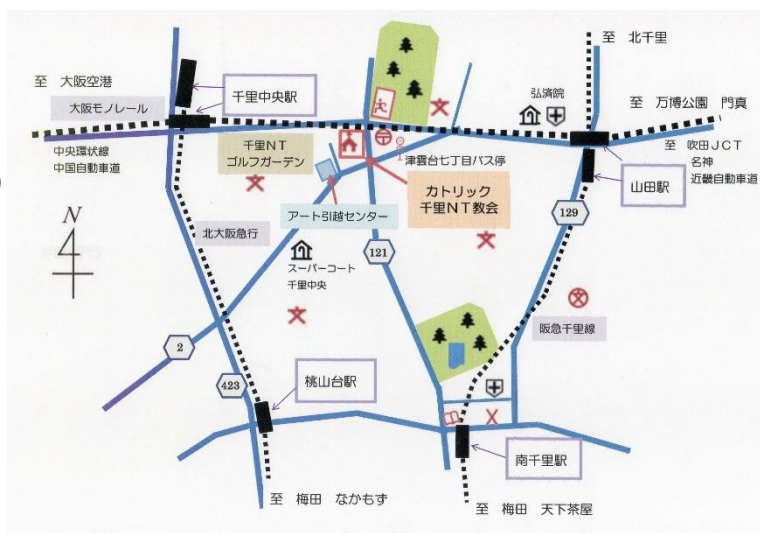 至 北千里
至 大阪空港
千里中央駅
弘済院
大阪モノレール
至 万博公園 門真
中央環状線
中国自動車道
千里NT
ゴルフガーデン
津雲台七丁目バス停
至 吹田JCT
名神
近畿自動車道
カトリック
千里NT教会
山田駅
アート引越センター
N
北大阪急行
129
121
スーパーコート
千里中央
阪急千里線
2
423
桃山台駅
南千里駅
至 梅田 なかもず
至 梅田 天下茶屋